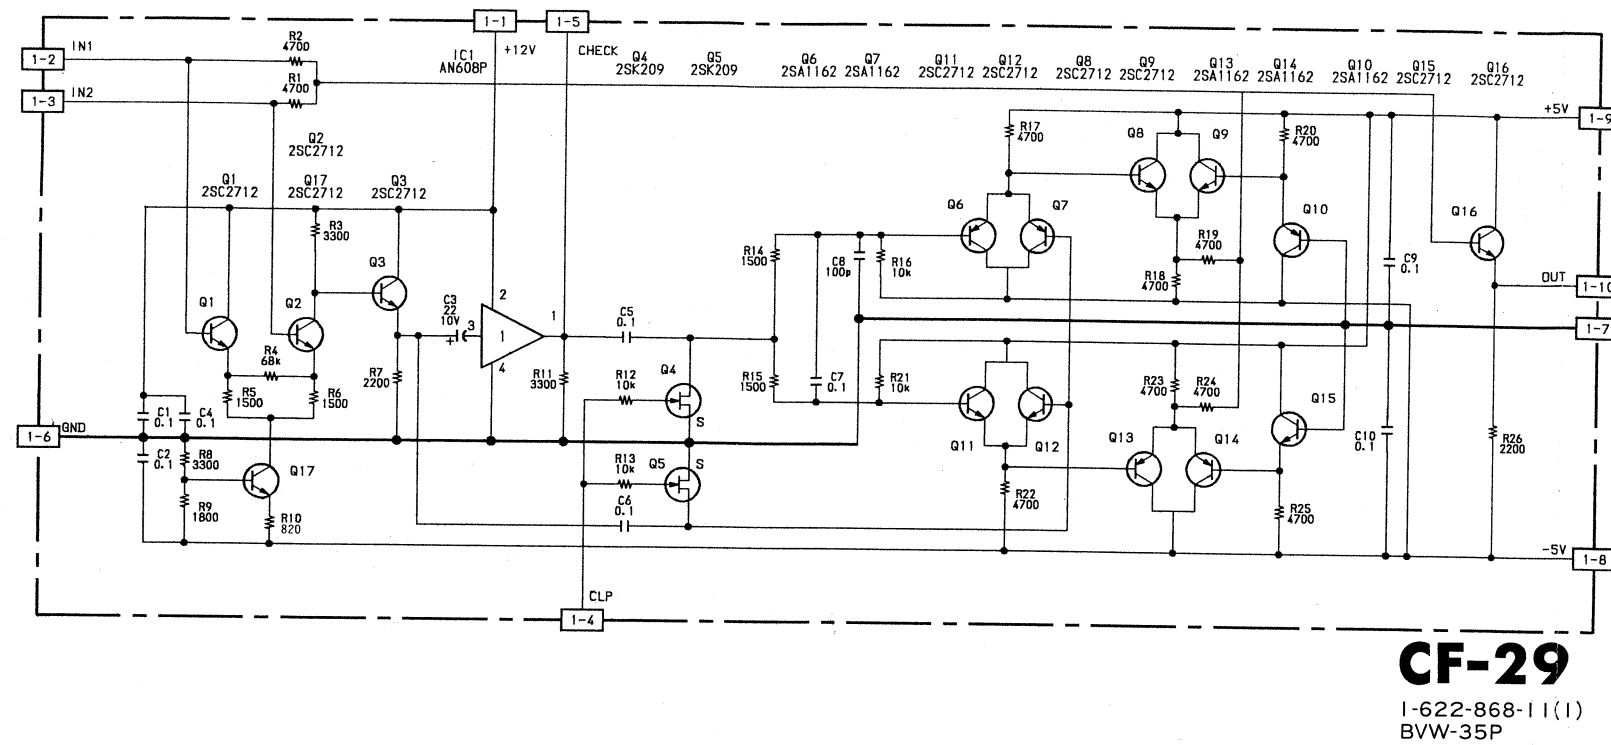 1-1
1-5
1-2 IN1
R2
4700
IC1
AN608P
+12V
CHECK
Q4
2SK209
Q5
2SK209
Q6
2SA1162
Q7
2SA1162
Q11
2SC2712
Q12
2SC2712
Q8
2SC2712
Q9
2SC2712
Q13
2SA1162
Q14
2SA1162
Q10
2SA1162
Q15
2SC2712
Q16
2SC2712
1-3 IN2
R1
4700
+5V 1-9
Q2
2SC2712
Q1
2SC2712
Q17
2SC2712
Q3
2SC2712
R3
3300
Q3
Q1
Q2
C3
22
10V
+
3
2
1
4
1
R4
68k
R5
1500
R6
1500
R7
2200
R11
3300
C5
0.1
R12
10k
Q4
S
R13
10k
Q5
S
C6
0.1
R14
1500
R15
1500
C8
100p
R16
10k
C7
0.1
R21
10k
R17
4700
Q6
Q7
Q8
Q9
R20
4700
Q10
R19
4700
R18
4700
C9
0.1
Q16
OUT 1-10
1-7
Q11
Q12
R22
4700
R23
4700
R24
4700
Q13
Q14
Q15
R25
4700
C10
0.1
R26
2200
1-6 GND
C1
0.1
C4
0.1
C2
0.1
R8
3300
R9
1800
Q17
R10
820
-5V 1-8
CLP
1-4
CF-29
1-622-868-11(1)
BVW-35P